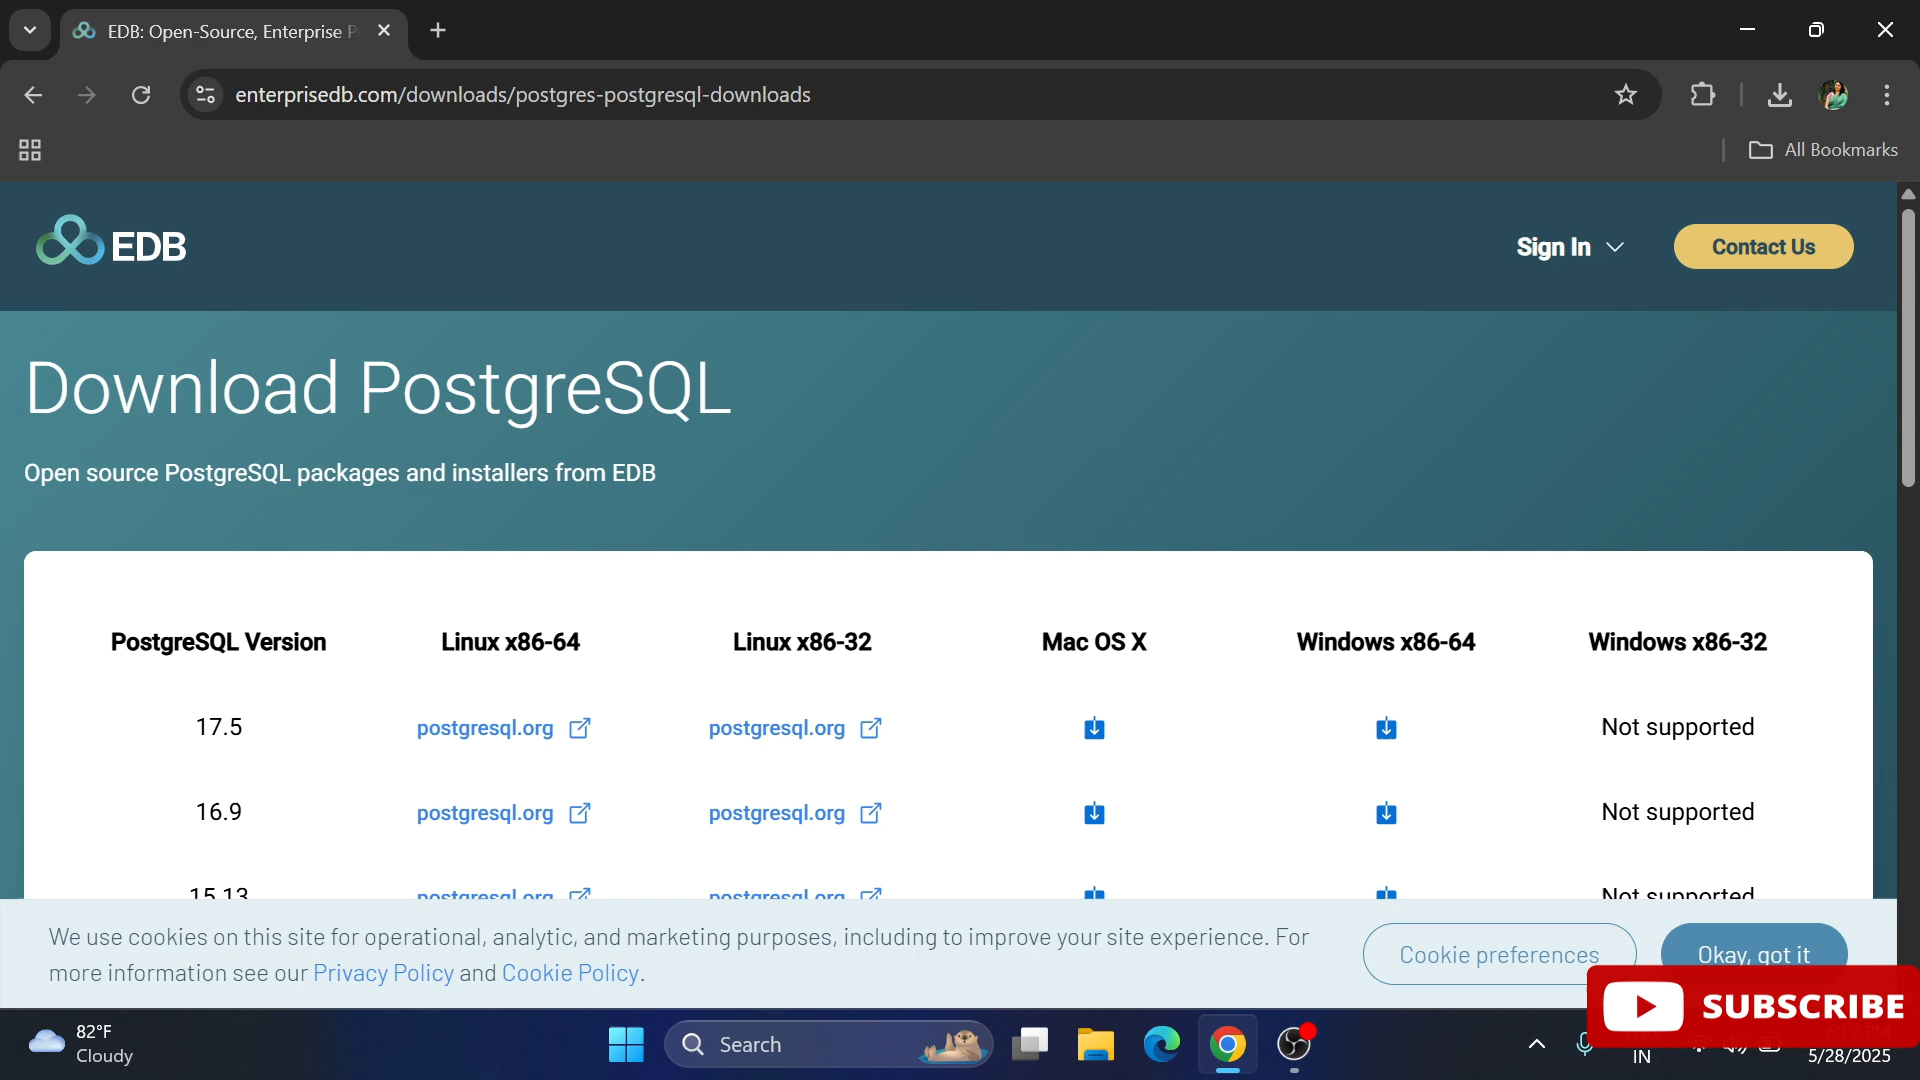 EDB: Open-Source, Enterprise P
enterprisedb.com/downloads/postgres-postgresql-downloads
All Bookmarks
EDB
Sign In
Contact Us
Download PostgreSQL
Open source PostgreSQL packages and installers from EDB
PostgreSQL Version Linux x86-64 Linux x86-32 Mac OS X Windows x86-64 Windows x86-32
17.5 postgresql.org postgresql.org Not supported
16.9 postgresql.org postgresql.org Not supported
15.13 postgresql.org postgresql.org Not supported
We use cookies on this site for operational, analytic, and marketing purposes, including to improve your site experience. For
more information see our Privacy Policy and Cookie Policy.
Cookie preferences
Okay, got it
SUBSCRIBE
82°F
Cloudy
Search
IN
5/28/2025